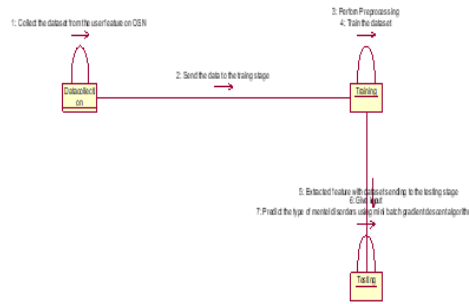 1: Collect the dataset from the user feature on OSN
3: Perform Preprocessing
4: Train the dataset
2: Send the data to the traing stage
Datacollecti
on
Training
5: Extracted feature with dataset sending to the testing stage
6: Give input
7: Predict the type of mental disorders using mini batch gradient descent algorithm
Testing